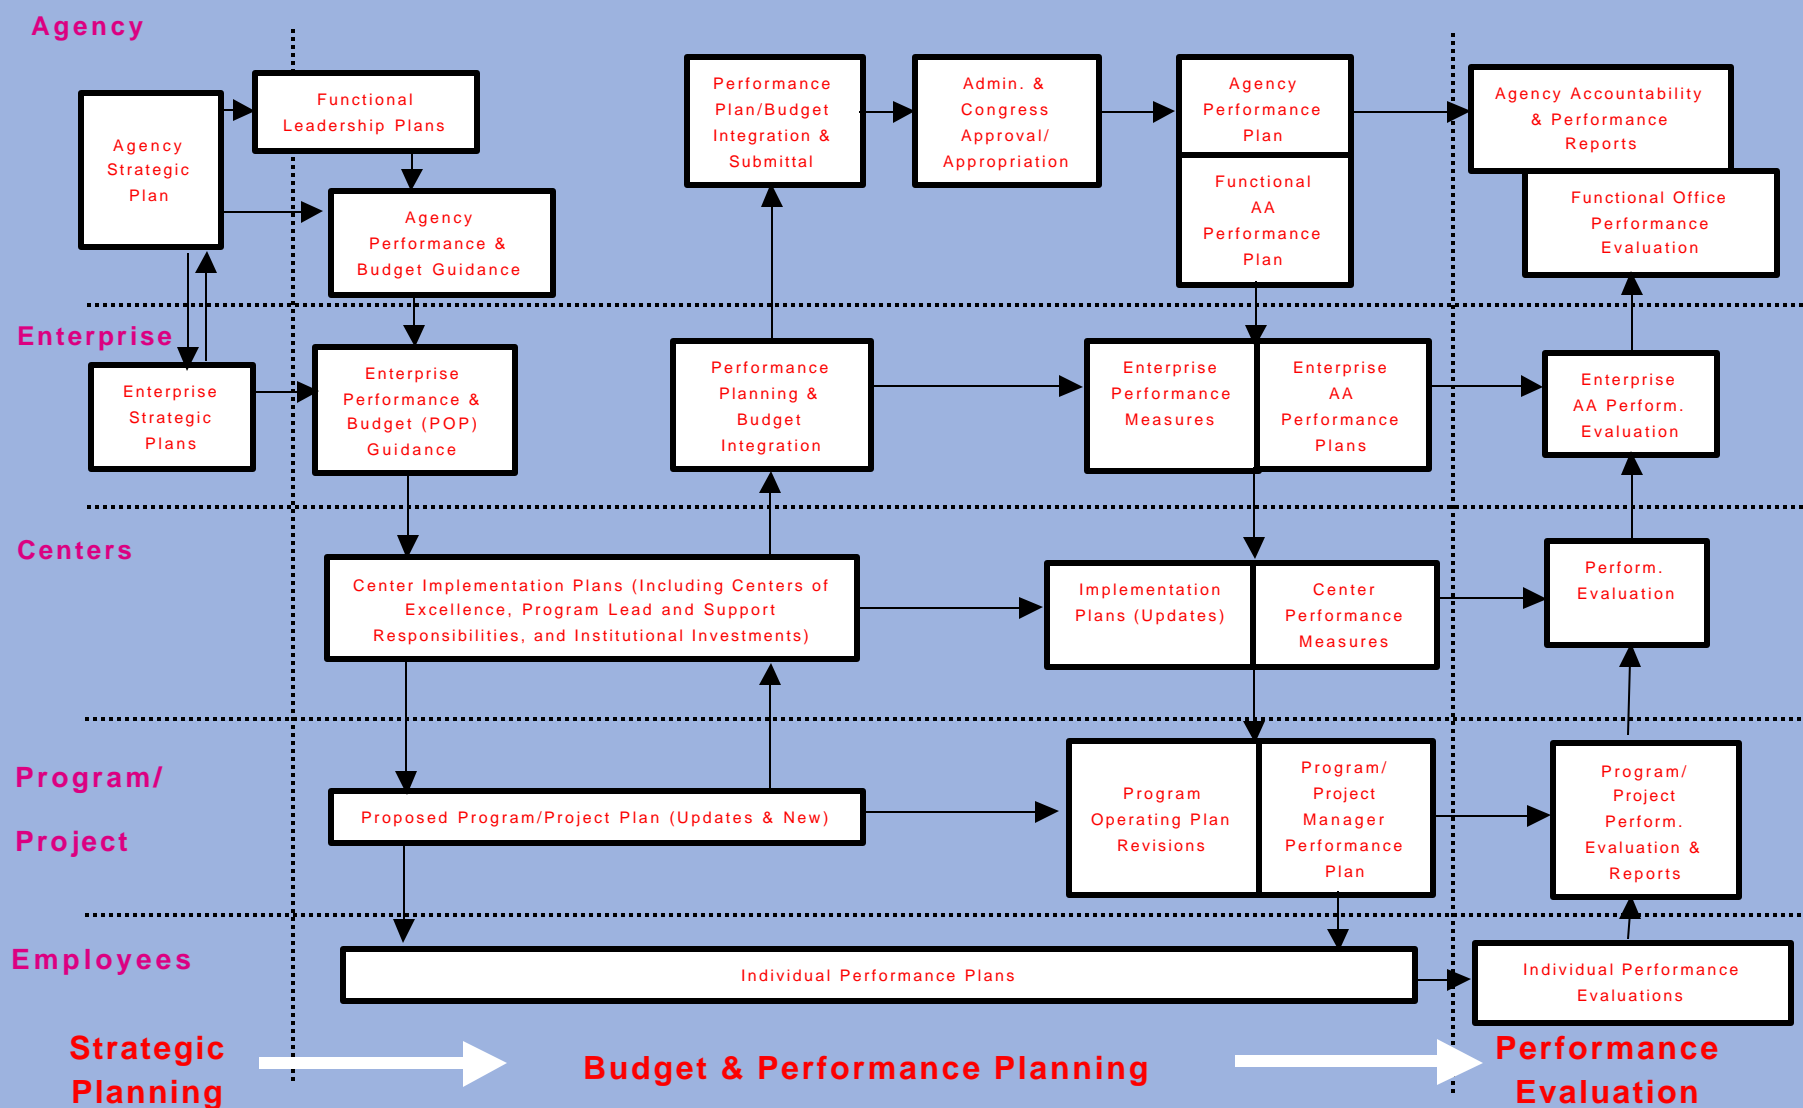 Agency
Functional
Leadership Plans
Agency
Strategic
Plan
Agency
Performance &
Budget Guidance
Performance
Plan/Budget
Integration &
Submittal
Admin. &
Congress
Approval/
Appropriation
Agency
Performance
Plan
Functional
AA
Performance
Plan
Agency Accountability
& Performance
Reports
Functional Office
Performance
Evaluation
Enterprise
Enterprise
Strategic
Plans
Enterprise
Performance &
Budget (POP)
Guidance
Performance
Planning &
Budget
Integration
Enterprise
Performance
Measures
Enterprise
AA
Performance
Plans
Enterprise
AA Perform.
Evaluation
Centers
Center Implementation Plans (Including Centers of
Excellence, Program Lead and Support
Responsibilities, and Institutional Investments)
Implementation
Plans (Updates)
Center
Performance
Measures
Perform.
Evaluation
Program/
Project
Proposed Program/Project Plan (Updates & New)
Program
Operating Plan
Revisions
Program/
Project
Manager
Performance
Plan
Program/
Project
Perform.
Evaluation &
Reports
Employees
Individual Performance Plans
Individual Performance
Evaluations
Strategic
Planning
Budget & Performance Planning
Performance
Evaluation